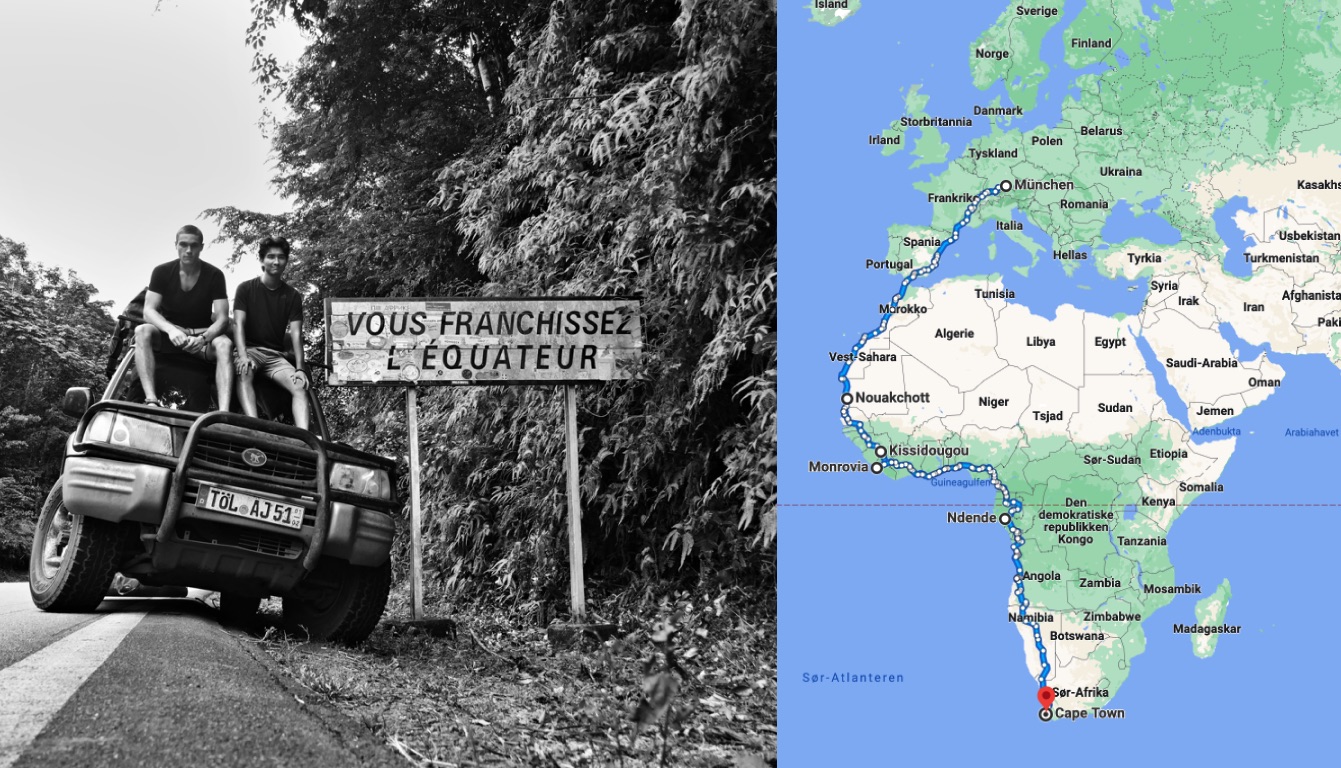 VOUS FRANCHISSEZ
L'ÉQUATEUR
TÖL AJ 51
Island
Sverige
Norge
Finland
Danmark
Storbritannia
Irland
Belarus
Polen
Tyskland
Ukraina
München
Kasakhs
Frankrike
Romania
Italia
Usbekistan
Spania
Hellas
Tyrkia
Turkmenistan
Portugal
Syria
Tunisia
Irak
Afghanista
Iran
Marokko
Paki
Algerie
Libya
Egypt
Vest-Sahara
Saudi-Arabia
Oman
Nouakchott
Niger
Tsjad
Sudan
Jemen
Adenbukta
Arabiahavet
Kissidougou
Etiopia
Sør-Sudan
Monrovia
Guineagulfen
Somalia
Kenya
Den
demokratiske
republikken
Kongo
Ndende
Tanzania
Angola
Zambia
Mosambik
Namibia
Zimbabwe
Madagaskar
Botswana
Sør-Atlanteren
Sør-Afrika
Cape Town